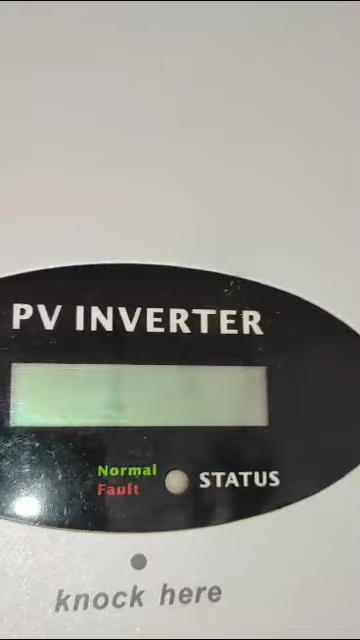 PV INVERTER
Normal
Fault
STATUS
knock here